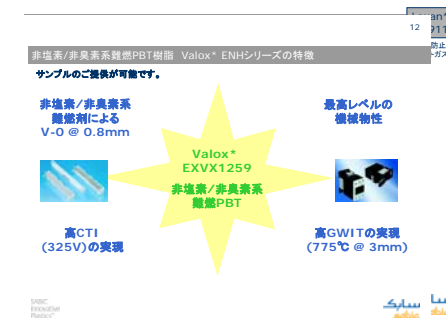 12
非塩素/非臭素系難燃PBT樹脂 Valox* ENHシリーズの特徴
サンプルのご提供が可能です。
非塩素/非臭素系
難燃剤による
V-0 @ 0.8mm
最高レベルの
機械物性
Valox*
EXVX1259
非塩素/非臭素系
難燃PBT
高CTI
(325V)の実現
高GWITの実現
(775℃ @ 3mm)
SABIC
Innovative
Plastics™
سابك